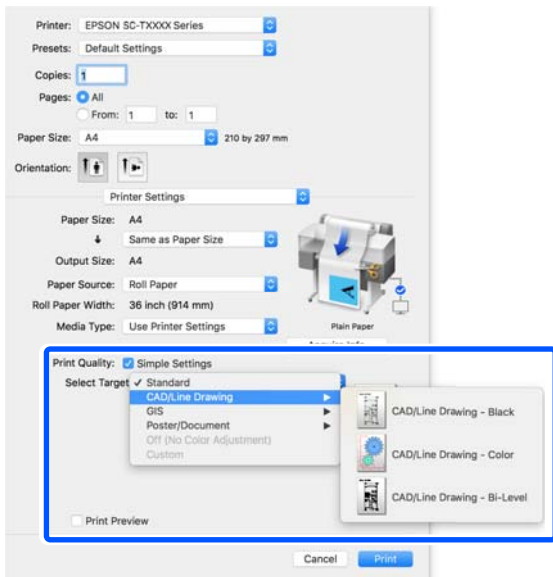 Printer: EPSON SC-TXXXX Series
Presets: Default Settings
Copies: 1
Pages: All
From: 1 to: 1
Paper Size: A4 210 by 297 mm
Orientation:
Printer Settings
Paper Size: A4
Same as Paper Size
Output Size: A4
Paper Source: Roll Paper
Roll Paper Width: 36 inch (914 mm)
Media Type: Use Printer Settings
Plain Paper
Print Quality: Simple Settings
Select Target ✓ Standard
CAD/Line Drawing
GIS
Poster/Document
Off (No Color Adjustment)
Custom
CAD/Line Drawing - Black
CAD/Line Drawing - Color
CAD/Line Drawing - Bi-Level
Print Preview
Cancel Print